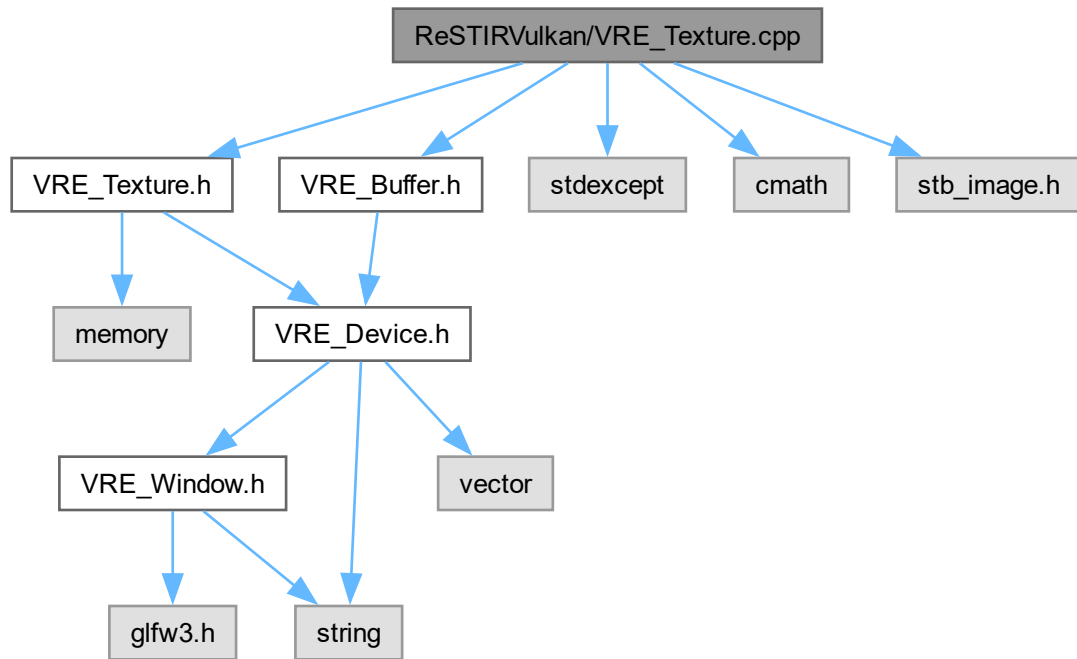 ReSTIRVulkan/VRE_Texture.cpp
VRE_Texture.h
VRE_Buffer.h
stdexcept
cmath
stb_image.h
memory
VRE_Device.h
VRE_Window.h
vector
glfw3.h
string